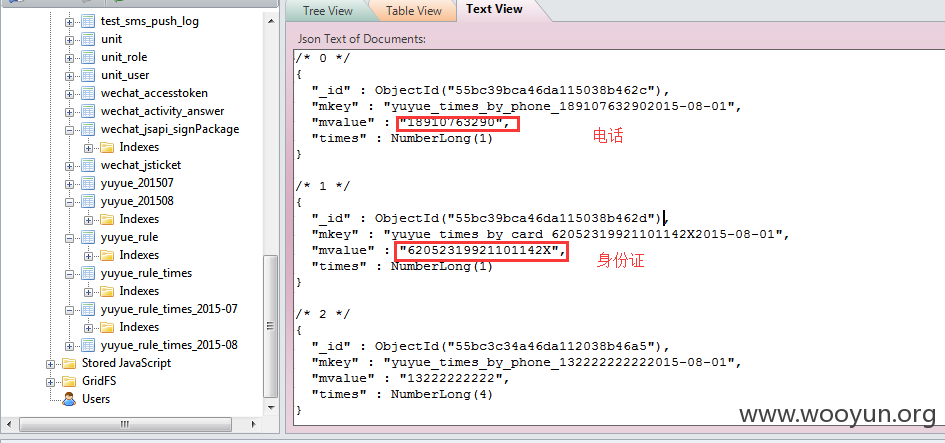 test_sms_push_log
unit
unit_role
unit_user
wechat_accesstoken
wechat_activity_answer
wechat_jsapi_signPackage
Indexes
wechat_jsticket
yuyue_201507
yuyue_201508
Indexes
yuyue_rule
Indexes
yuyue_rule_times
Indexes
yuyue_rule_times_2015-07
Indexes
yuyue_rule_times_2015-08
Stored JavaScript
GridFS
Users
Tree View Table View Text View
Json Text of Documents:
/* 0 */
{
"_id" : ObjectId("55bc39bca46da115038b462c"),
"mkey" : "yuyue_times_by_phone_189107632902015-08-01",
"mvalue" : "18910763290",
"times" : NumberLong(1)
}
电话
/* 1 */
{
"_id" : ObjectId("55bc39bca46da115038b462d"),
"mkey" : "yuyue_times_by_card_62052319921101142X2015-08-01",
"mvalue" : "62052319921101142X",
"times" : NumberLong(1)
}
身份证
/* 2 */
{
"_id" : ObjectId("55bc3c34a46da112038b46a5"),
"mkey" : "yuyue_times_by_phone_132222222222015-08-01",
"mvalue" : "13222222222",
"times" : NumberLong(4)
}
www.wooyun.org